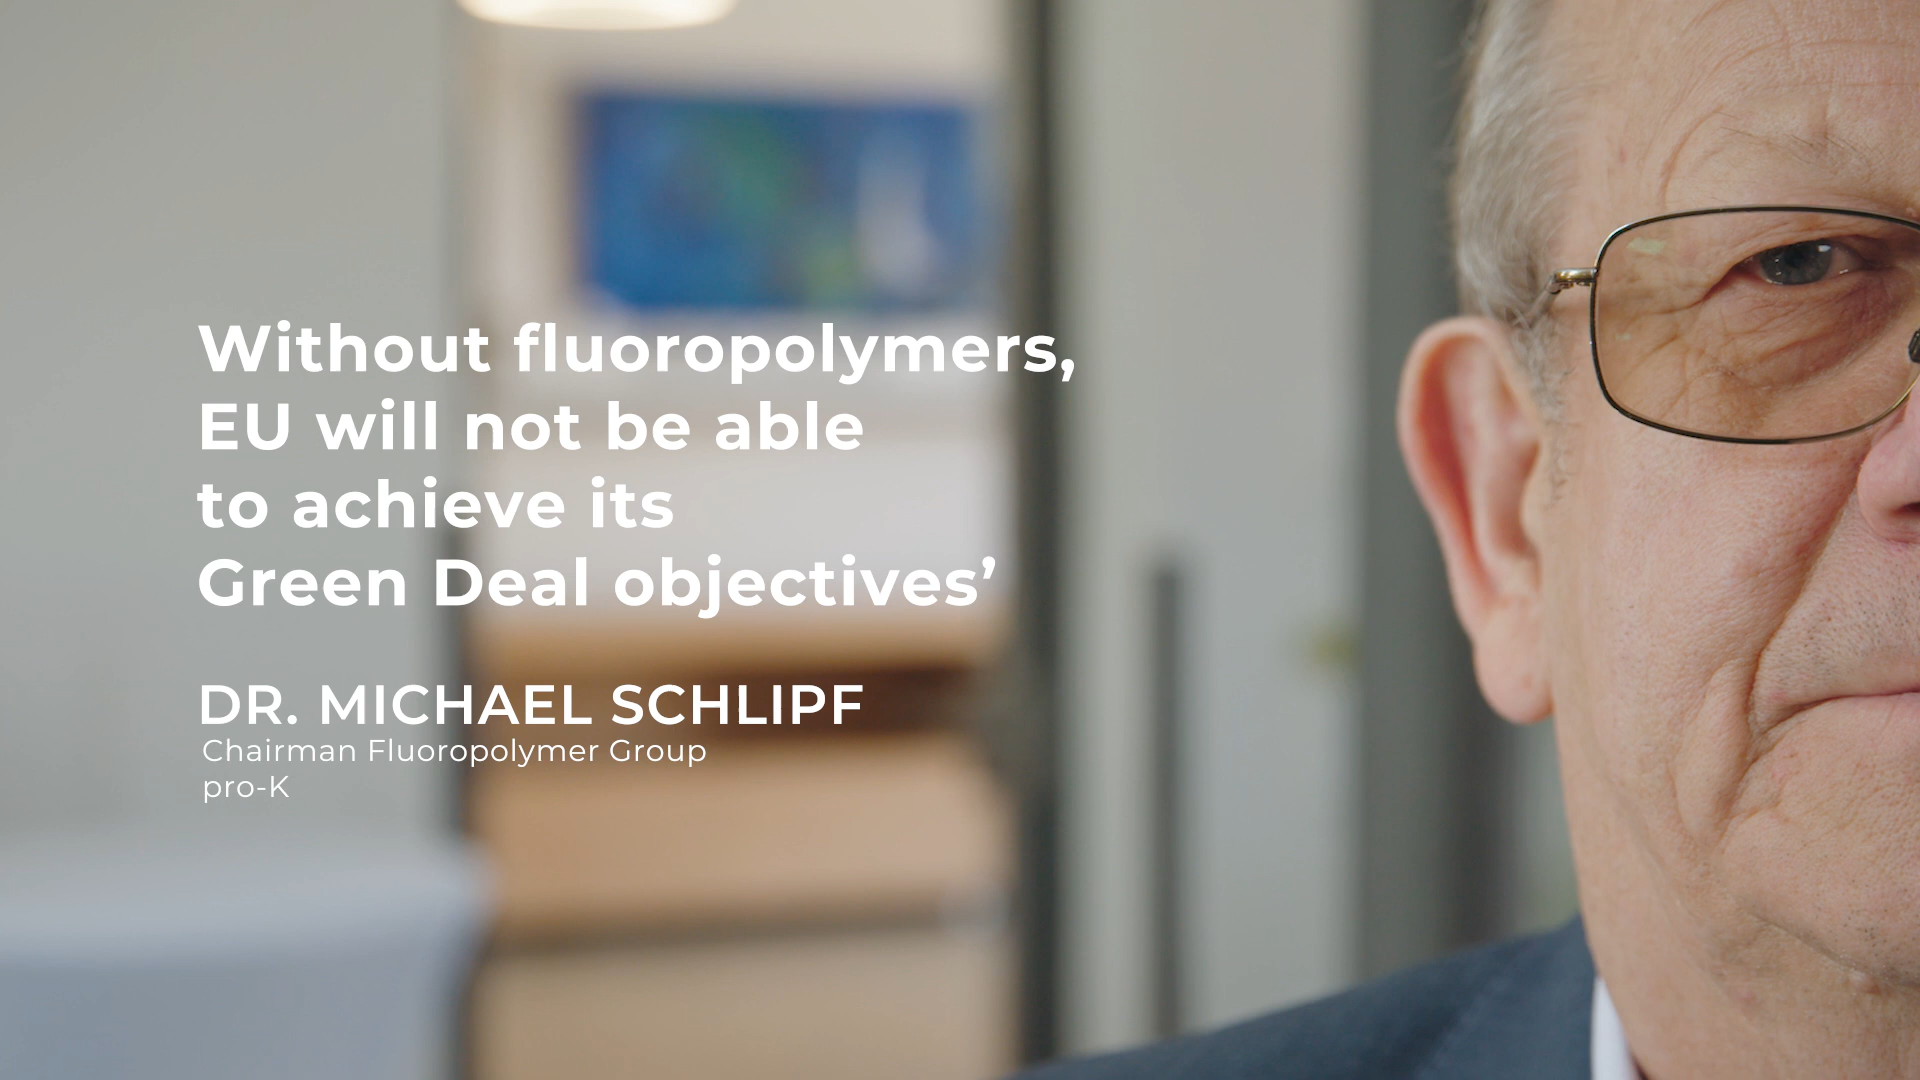 Without fluoropolymers,
EU will not be able
to achieve its
Green Deal objectives’
DR. MICHAEL SCHLIPF
Chairman Fluoropolymer Group
pro-K